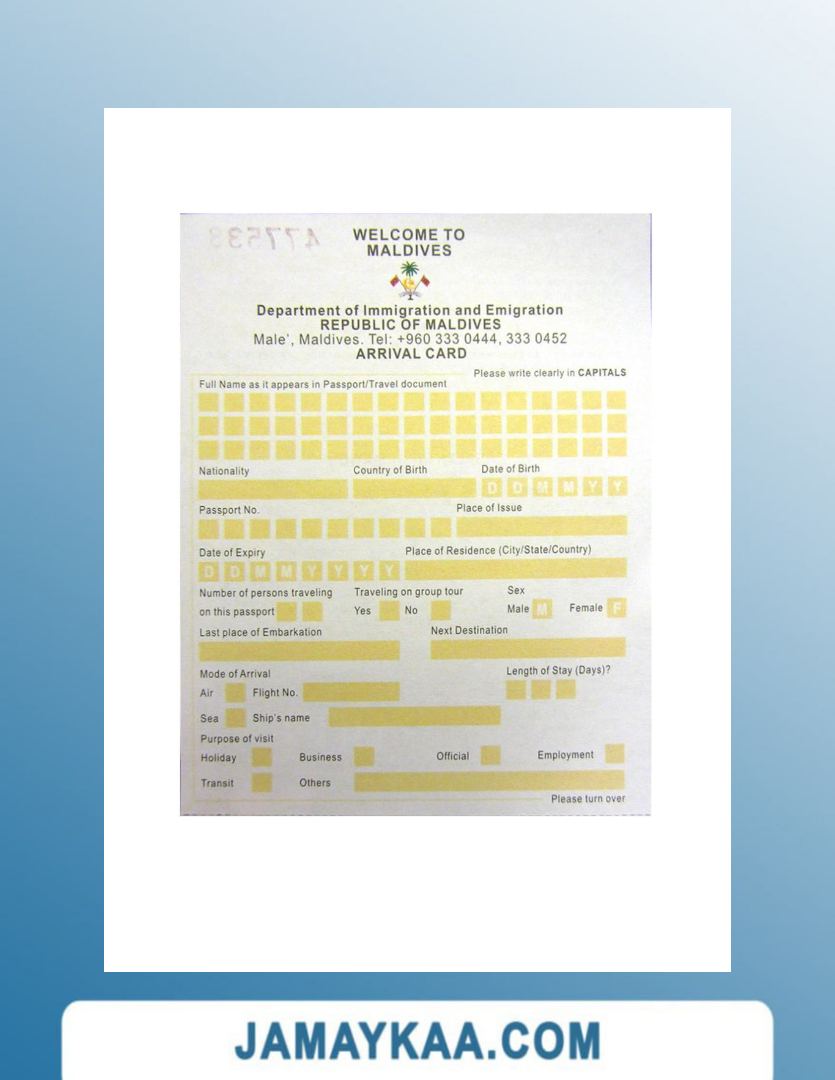 WELCOME TO
MALDIVES
Department of Immigration and Emigration
REPUBLIC OF MALDIVES
Male', Maldives. Tel: +960 333 0444, 333 0452
ARRIVAL CARD
Please write clearly in CAPITALS
Full Name as it appears in Passport/Travel document
Nationality Country of Birth Date of Birth
D D M M Y Y
Passport No. Place of Issue
Date of Expiry Place of Residence (City/State/Country)
D D M M Y Y Y Y
Number of persons traveling Traveling on group tour Sex
on this passport Yes No Male M Female F
Last place of Embarkation Next Destination
Mode of Arrival Length of Stay (Days)?
Air Flight No.
Sea Ship's name
Purpose of visit
Holiday Business Official Employment
Transit Others
Please turn over
JAMAYKAA.COM